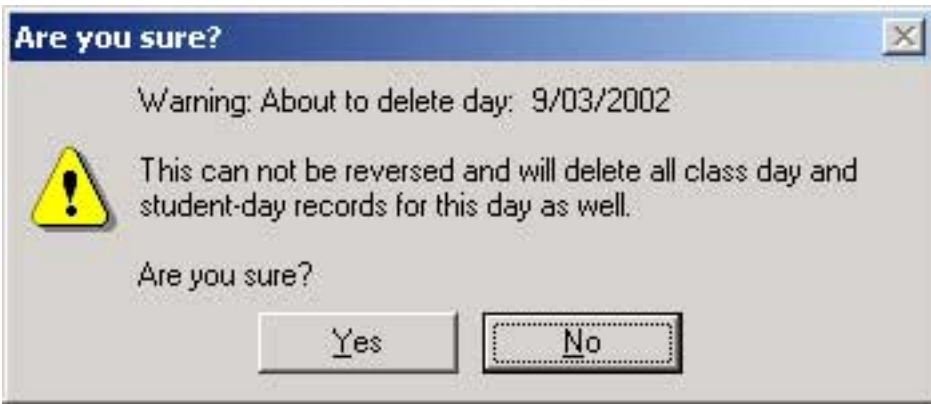 Are you sure?
Warning: About to delete day:  9/03/2002
This can not be reversed and will delete all class day and
student-day records for this day as well.
Are you sure?
Yes
No